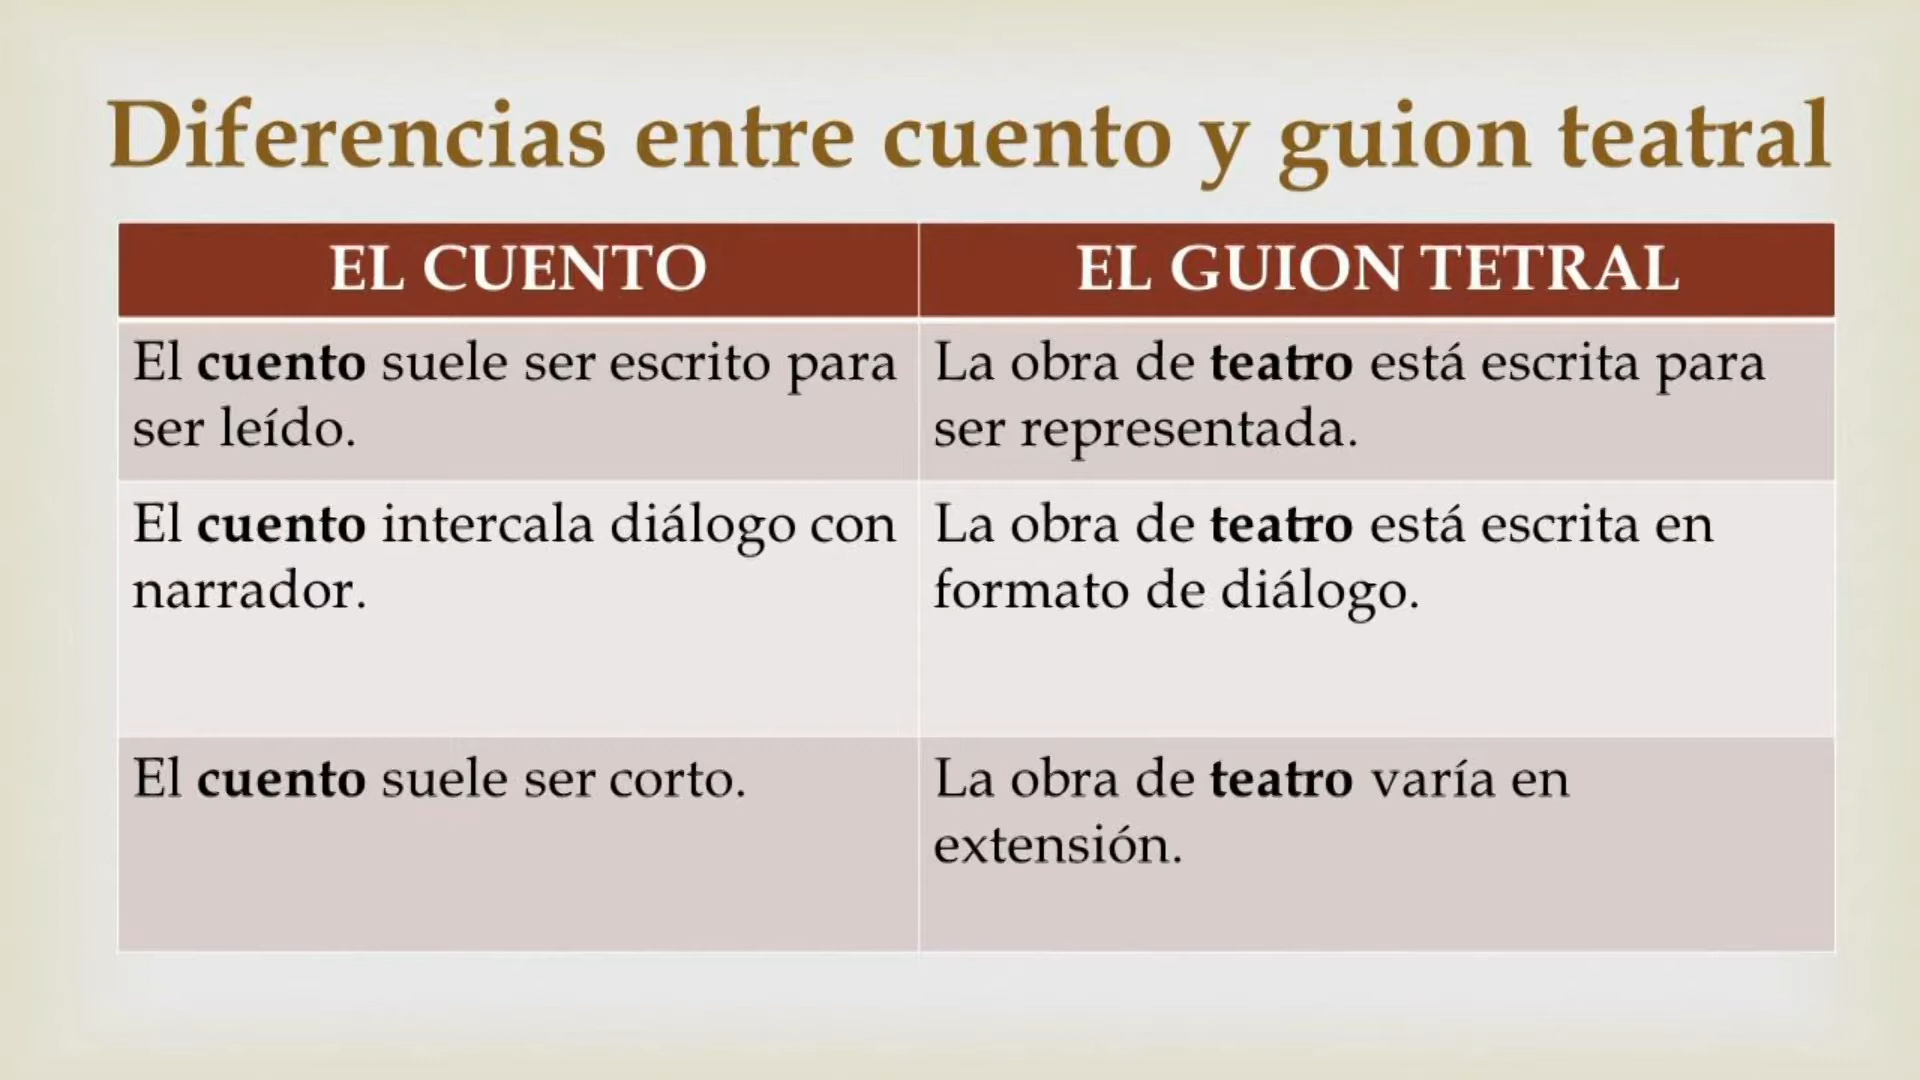 Diferencias entre cuento y guion teatral
EL CUENTO
EL GUION TETRAL
El cuento suele ser escrito para
ser leído.
La obra de teatro está escrita para
ser representada.
El cuento intercala diálogo con
narrador.
La obra de teatro está escrita en
formato de diálogo.
El cuento suele ser corto.
La obra de teatro varía en
extensión.